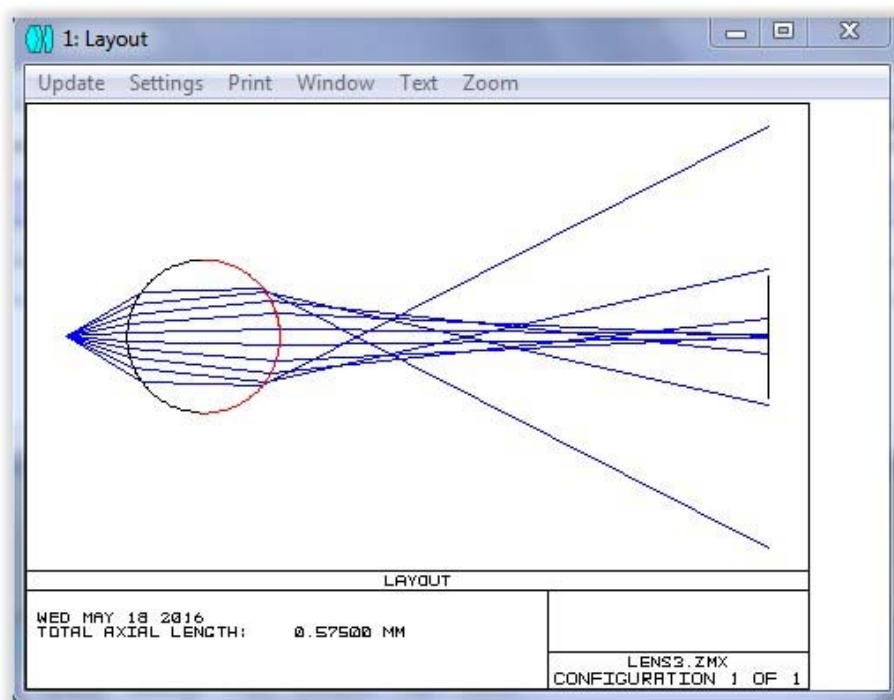 1: Layout
Update Settings Print Window Text Zoom
LAYOUT
WED MAY 18 2016
TOTAL AXIAL LENGTH: 0.57500 MM
LENS3.ZMX
CONFIGURATION 1 OF 1